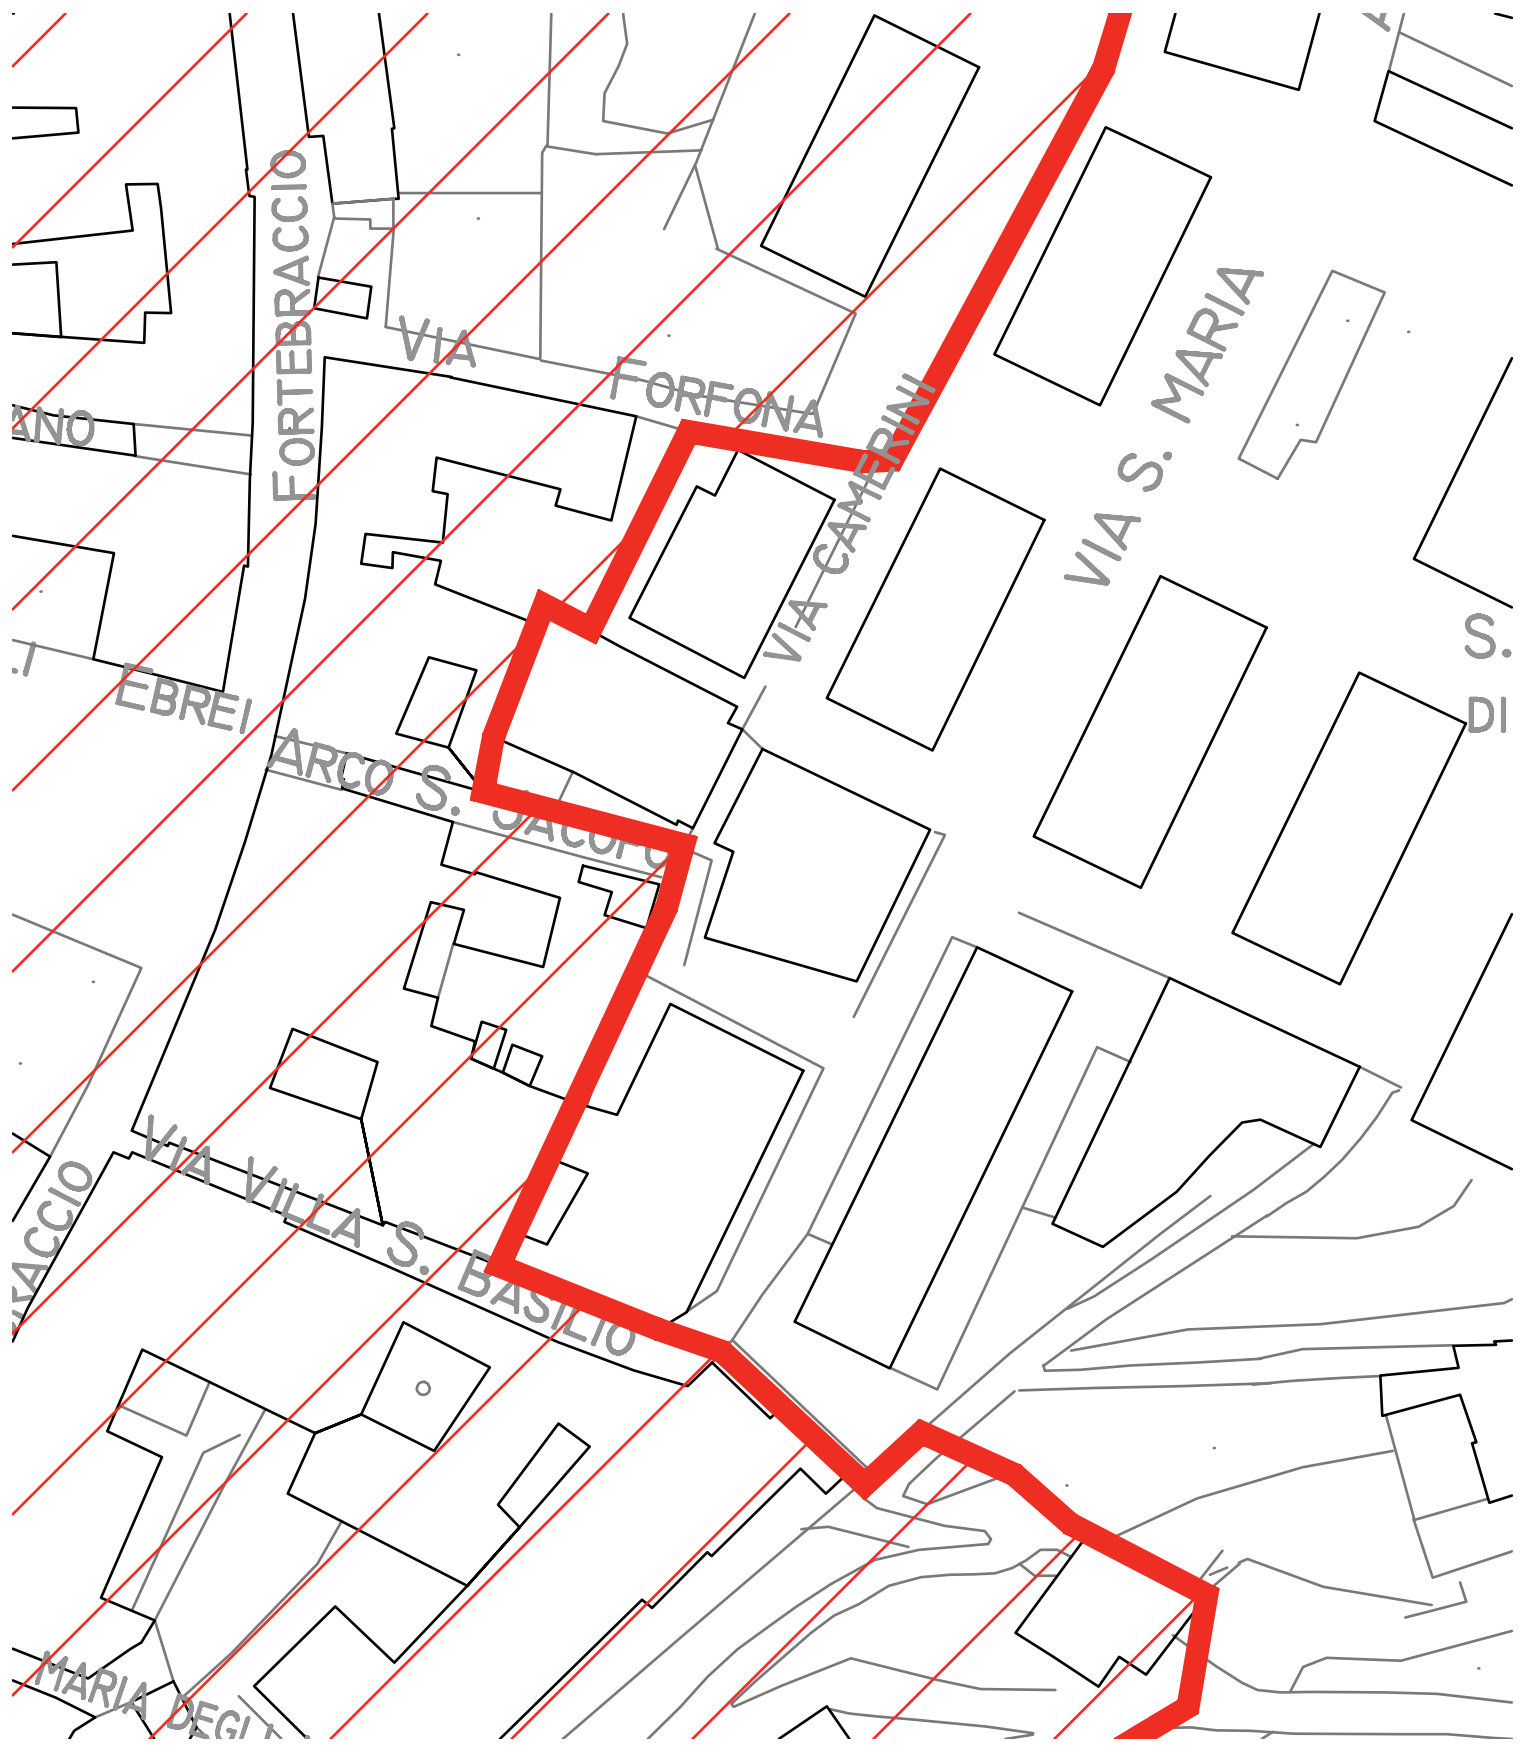 FORTEBRACCIO
VIA FORFONA
ANO
VIA CAMERINI
VIA S. MARIA
S.
DI
EBREI
ARCO S. JACOPO
VIA VILLA S. BASILIO
RACCIO
MARIA DEGLI